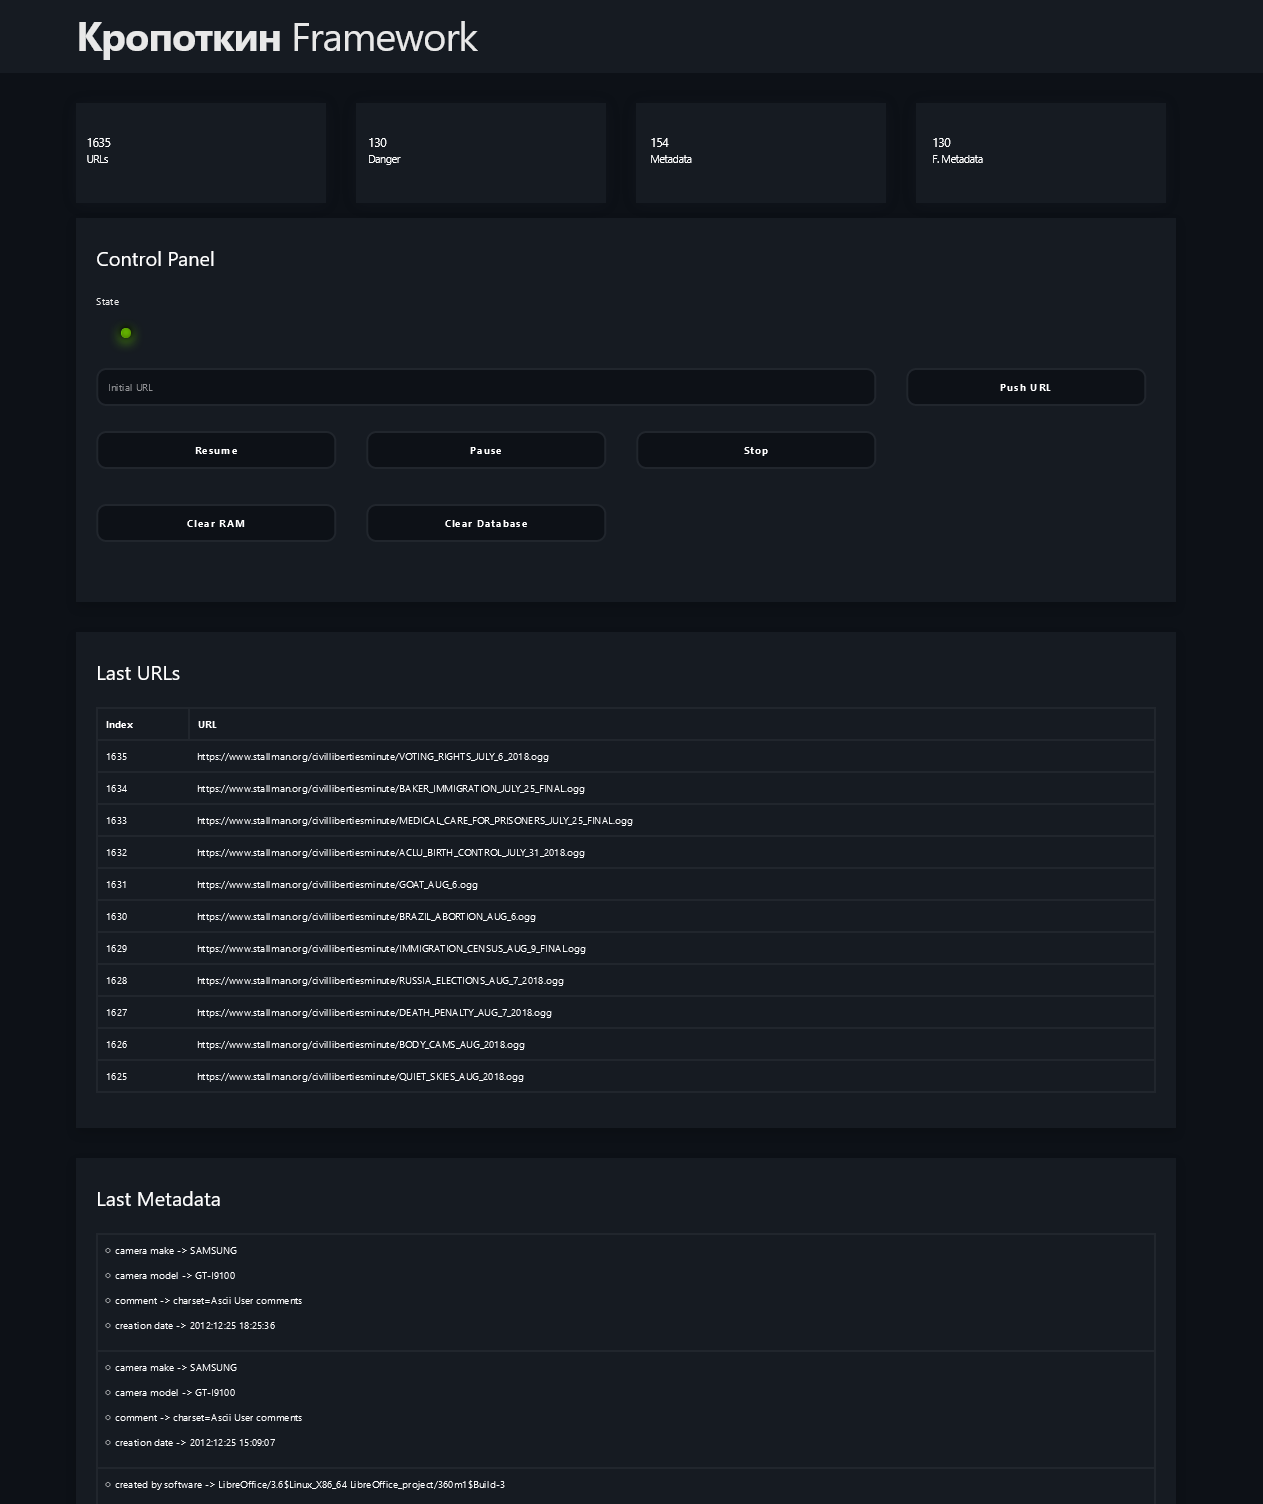 Кропоткин Framework
1635
URLs
130
Danger
154
Metadata
130
F. Metadata
Control Panel
State
Initial URL
Push URL
Resume
Pause
Stop
Clear RAM
Clear Database
Last URLs
Index URL
1635 https://www.stallman.org/civillibertiesminute/VOTING_RIGHTS_JULY_6_2018.ogg
1634 https://www.stallman.org/civillibertiesminute/BAKER_IMMIGRATION_JULY_25_FINAL.ogg
1633 https://www.stallman.org/civillibertiesminute/MEDICAL_CARE_FOR_PRISONERS_JULY_25_FINAL.ogg
1632 https://www.stallman.org/civillibertiesminute/ACLU_BIRTH_CONTROL_JULY_31_2018.ogg
1631 https://www.stallman.org/civillibertiesminute/GOAT_AUG_6.ogg
1630 https://www.stallman.org/civillibertiesminute/BRAZIL_ABORTION_AUG_6.ogg
1629 https://www.stallman.org/civillibertiesminute/IMMIGRATION_CENSUS_AUG_9_FINAL.ogg
1628 https://www.stallman.org/civillibertiesminute/RUSSIA_ELECTIONS_AUG_7_2018.ogg
1627 https://www.stallman.org/civillibertiesminute/DEATH_PENALTY_AUG_7_2018.ogg
1626 https://www.stallman.org/civillibertiesminute/BODY_CAMS_AUG_2018.ogg
1625 https://www.stallman.org/civillibertiesminute/QUIET_SKIES_AUG_2018.ogg
Last Metadata
camera make -> SAMSUNG
camera model -> GT-I9100
comment -> charset=Ascii User comments
creation date -> 2012:12:25 18:25:36
camera make -> SAMSUNG
camera model -> GT-I9100
comment -> charset=Ascii User comments
creation date -> 2012:12:25 15:09:07
created by software -> LibreOffice/3.6$Linux_X86_64 LibreOffice_project/360m1$Build-3